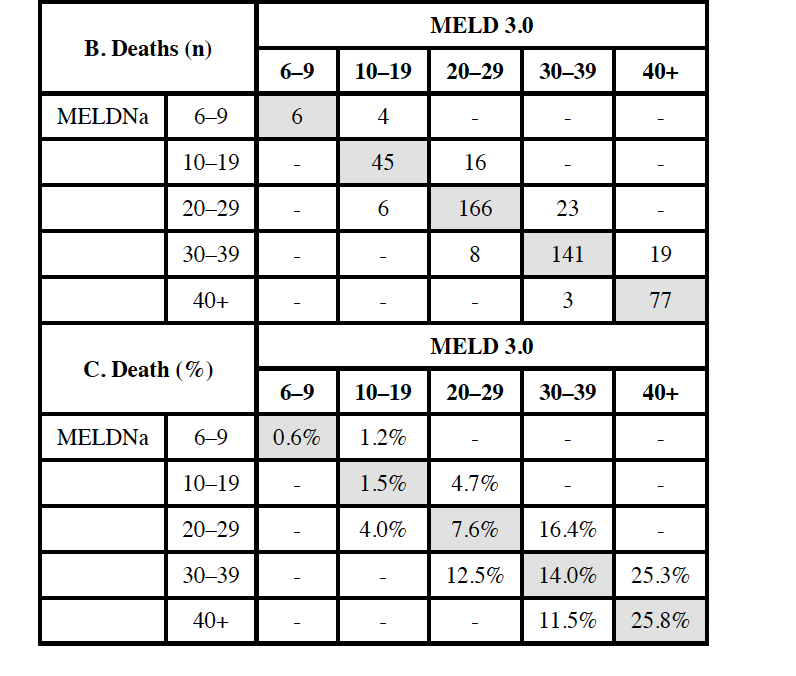 B. Deaths (n) MELD 3.0
6–9 10–19 20–29 30–39 40+
MELDNa 6–9 6 4 - - -
10–19 - 45 16 - -
20–29 - 6 166 23 -
30–39 - - 8 141 19
40+ - - - 3 77
C. Death (%) MELD 3.0
6–9 10–19 20–29 30–39 40+
MELDNa 6–9 0.6% 1.2% - - -
10–19 - 1.5% 4.7% - -
20–29 - 4.0% 7.6% 16.4% -
30–39 - - 12.5% 14.0% 25.3%
40+ - - - 11.5% 25.8%